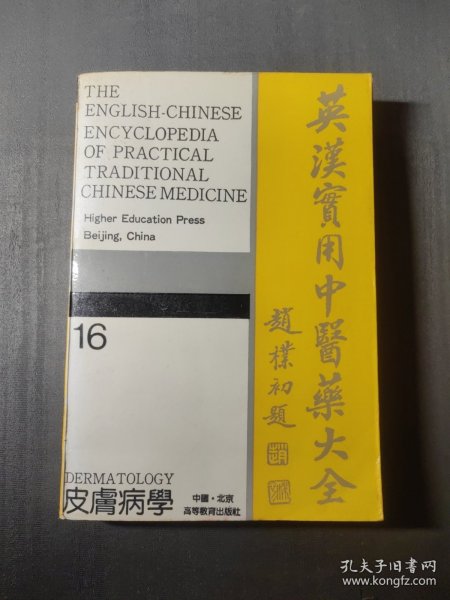 THE
ENGLISH-CHINESE
ENCYCLOPEDIA
OF PRACTICAL
TRADITIONAL
CHINESE MEDICINE
Higher Education Press
Beijing, China
16
DERMATOLOGY
皮膚病學
中國·北京
高等教育出版社
英漢實用中醫藥大全
趙樸初題
孔夫子旧书网
www.kongfz.com